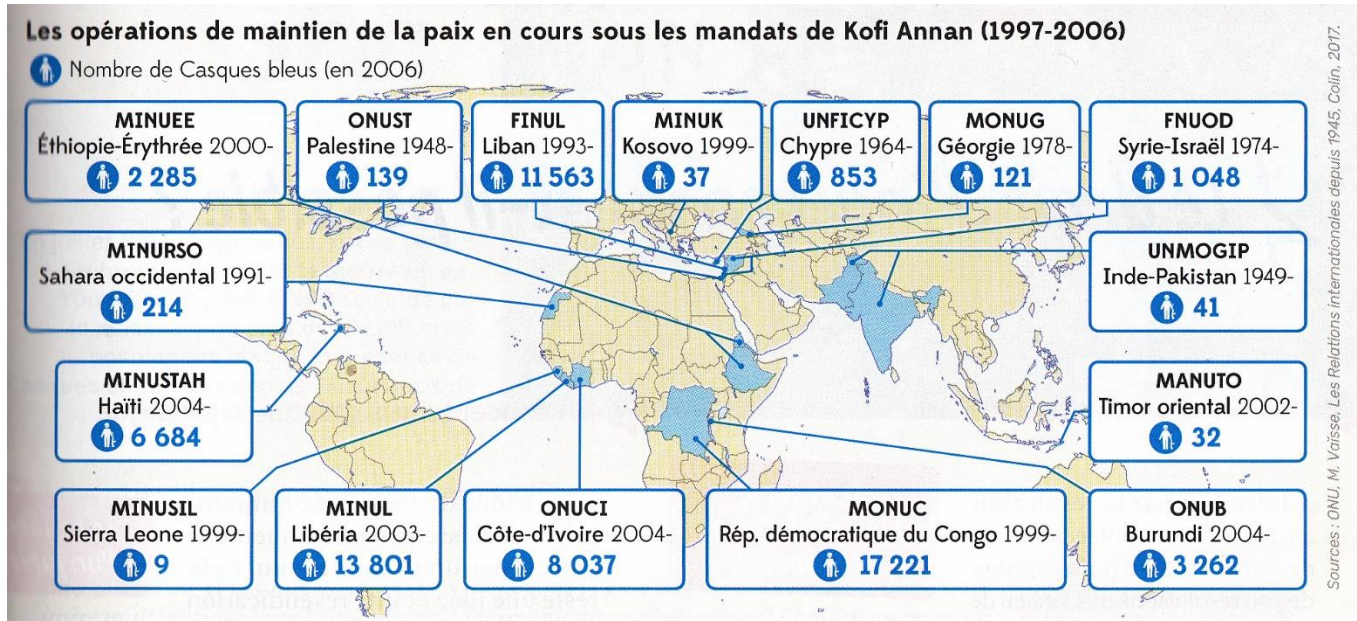 Les opérations de maintien de la paix en cours sous les mandats de Kofi Annan (1997-2006)
Nombre de Casques bleus (en 2006)
MINUEE
Éthiopie-Érythrée 2000-
2 285
ONUST
Palestine 1948-
139
FINUL
Liban 1993-
11 563
MINUK
Kosovo 1999-
37
UNFICYP
Chypre 1964-
853
MONUG
Géorgie 1978-
121
FNUOD
Syrie-Israël 1974-
1 048
MINURSO
Sahara occidental 1991-
214
UNMOGIP
Inde-Pakistan 1949-
41
MINUSTAH
Haïti 2004-
6 684
MANUTO
Timor oriental 2002-
32
MINUSIL
Sierra Leone 1999-
9
MINUL
Libéria 2003-
13 801
ONUCI
Côte-d'Ivoire 2004-
8 037
MONUC
Rép. démocratique du Congo 1999-
17 221
ONUB
Burundi 2004-
3 262
Sources : ONU, M. Vaïsse, Les Relations internationales depuis 1945, Colin, 2017.